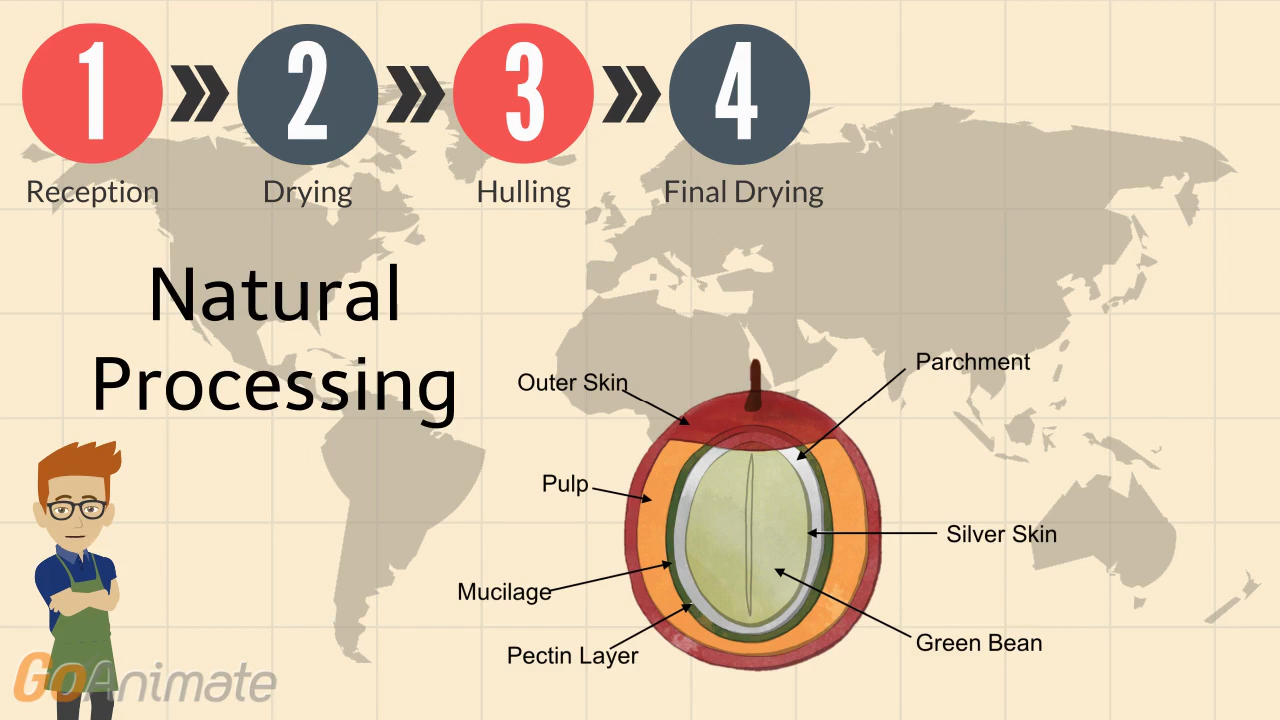 1 2 3 4
Reception Drying Hulling Final Drying
Natural
Processing
Parchment
Outer Skin
Pulp
Silver Skin
Mucilage
Green Bean
Pectin Layer
GoAnimate